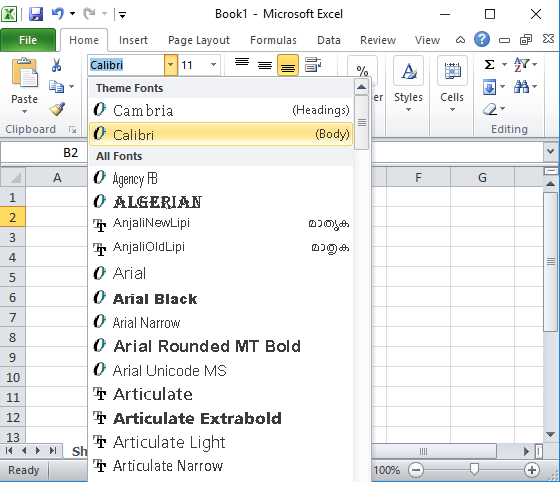 Book1 - Microsoft Excel
File Home Insert Page Layout Formulas Data Review View
Calibri 11
Paste
%
ber
Styles
Cells
Clipboard
Editing
B2
Theme Fonts
Cambria (Headings)
Calibri (Body)
All Fonts
Agency FB
ALGERIAN
AnjaliNewLipi മാതൃക
AnjaliOldLipi മാതൃക
Arial
Arial Black
Arial Narrow
Arial Rounded MT Bold
Arial Unicode MS
Articulate
Articulate Extrabold
Articulate Light
Articulate Narrow
A F G
1
2
3
4
5
6
7
8
9
10
11
12
13
Sh
Ready 100%